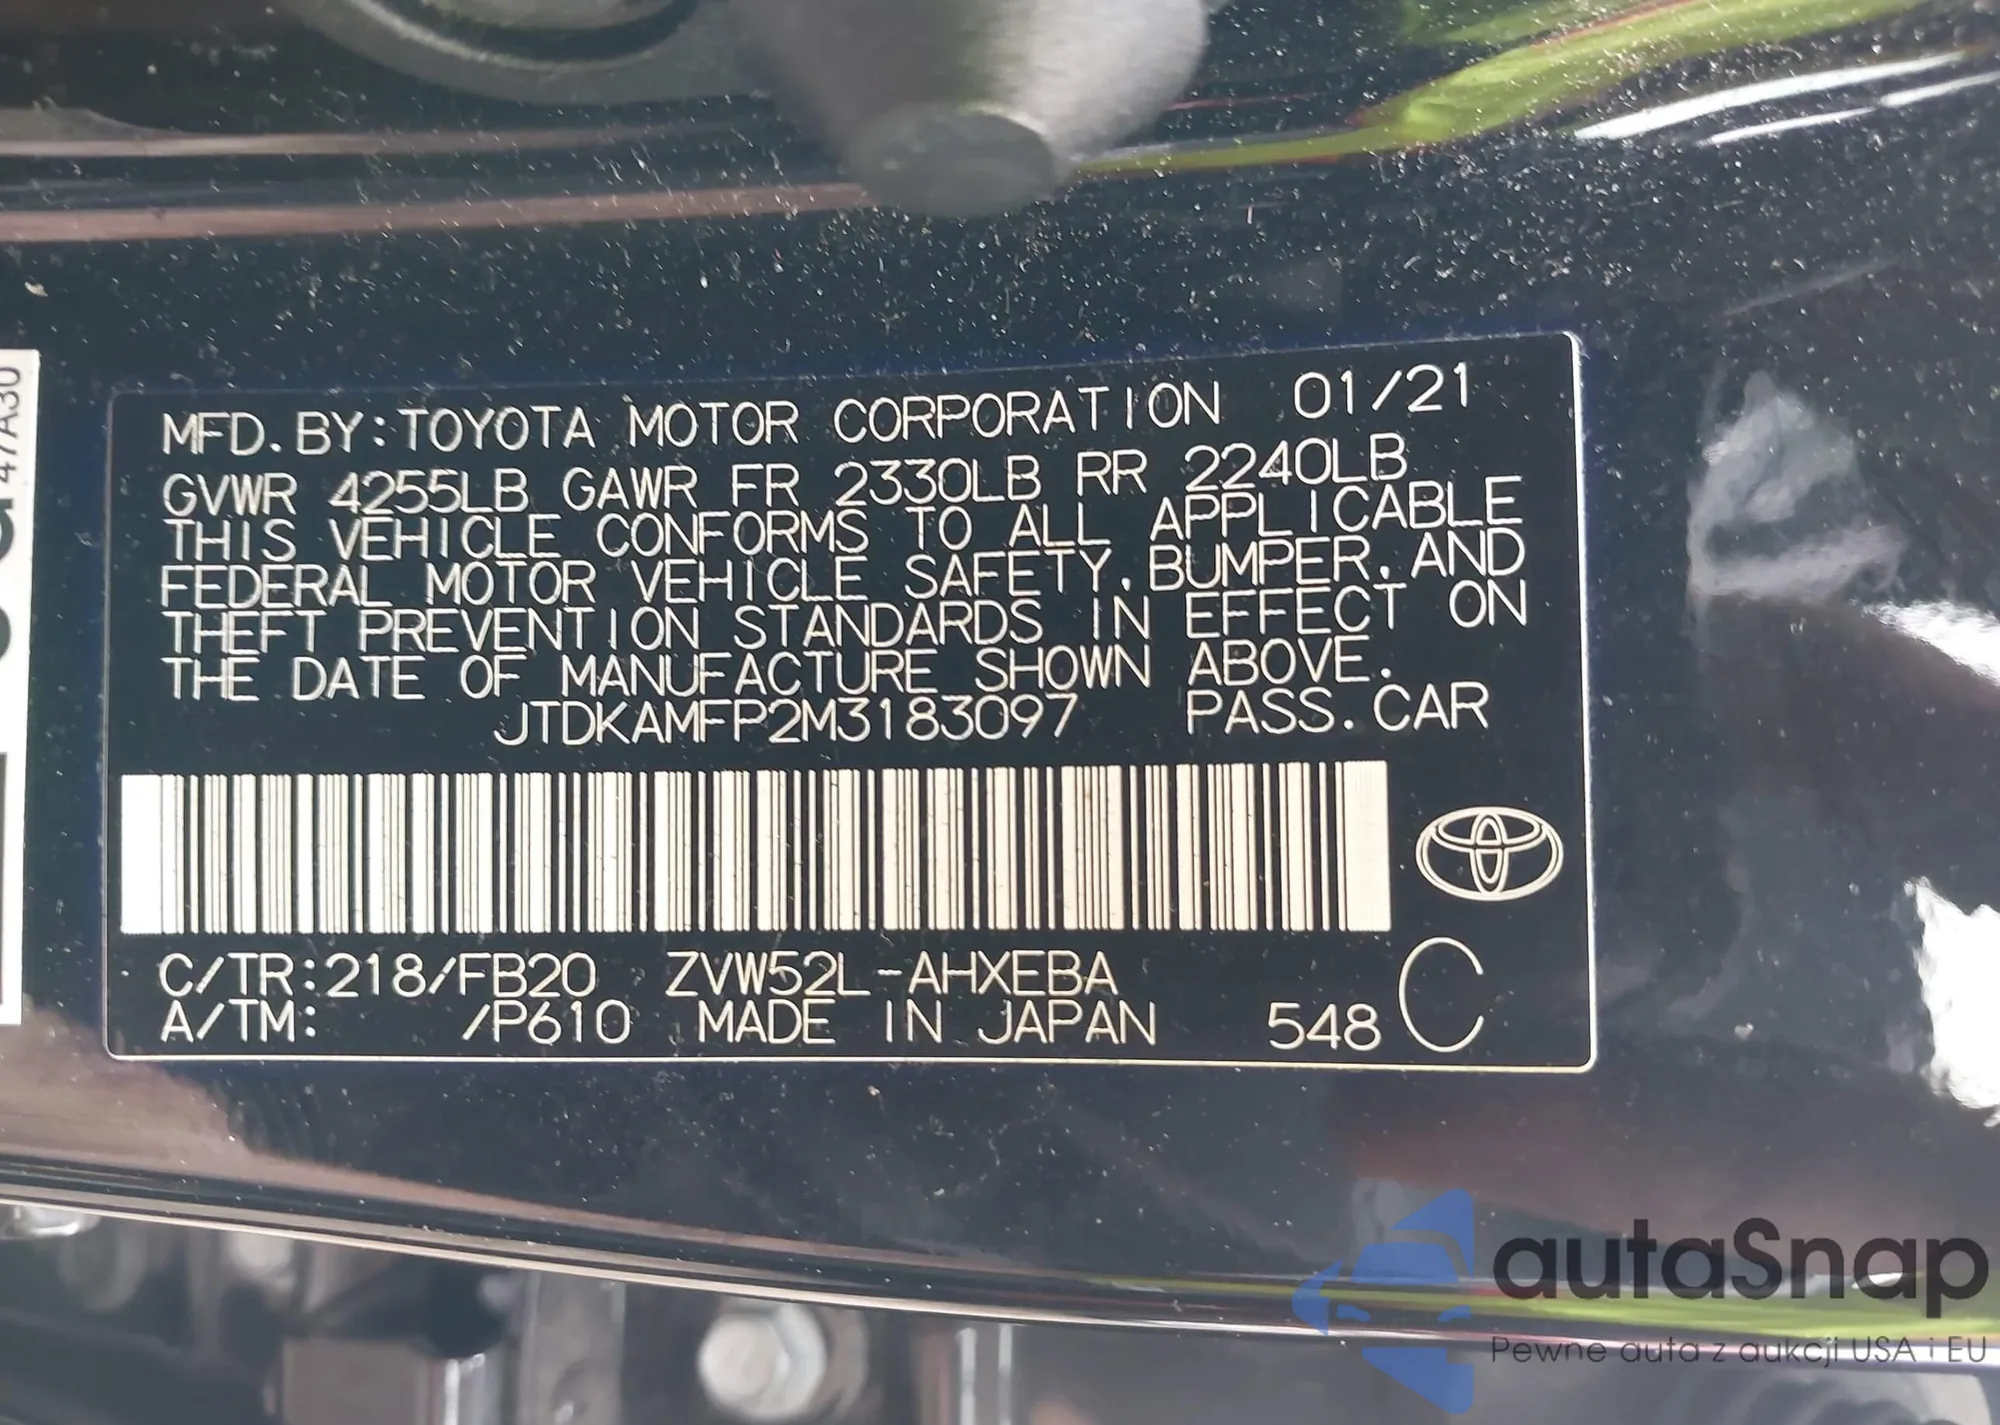 47A30
MFD. BY: TOYOTA MOTOR CORPORATION 01/21
GVWR 4255LB GAWR FR 2330LB RR 2240LB
THIS VEHICLE CONFORMS TO ALL APPLICABLE
FEDERAL MOTOR VEHICLE SAFETY, BUMPER, AND
THEFT PREVENTION STANDARDS IN EFFECT ON
THE DATE OF MANUFACTURE SHOWN ABOVE.
JTDKAMFP2M3183097 PASS. CAR
C/TR: 218/FB20 ZVW52L-AHXEBA
A/TM: /P610 MADE IN JAPAN 548 C
autaSnap
Pewne auta z aukcji USA i EU